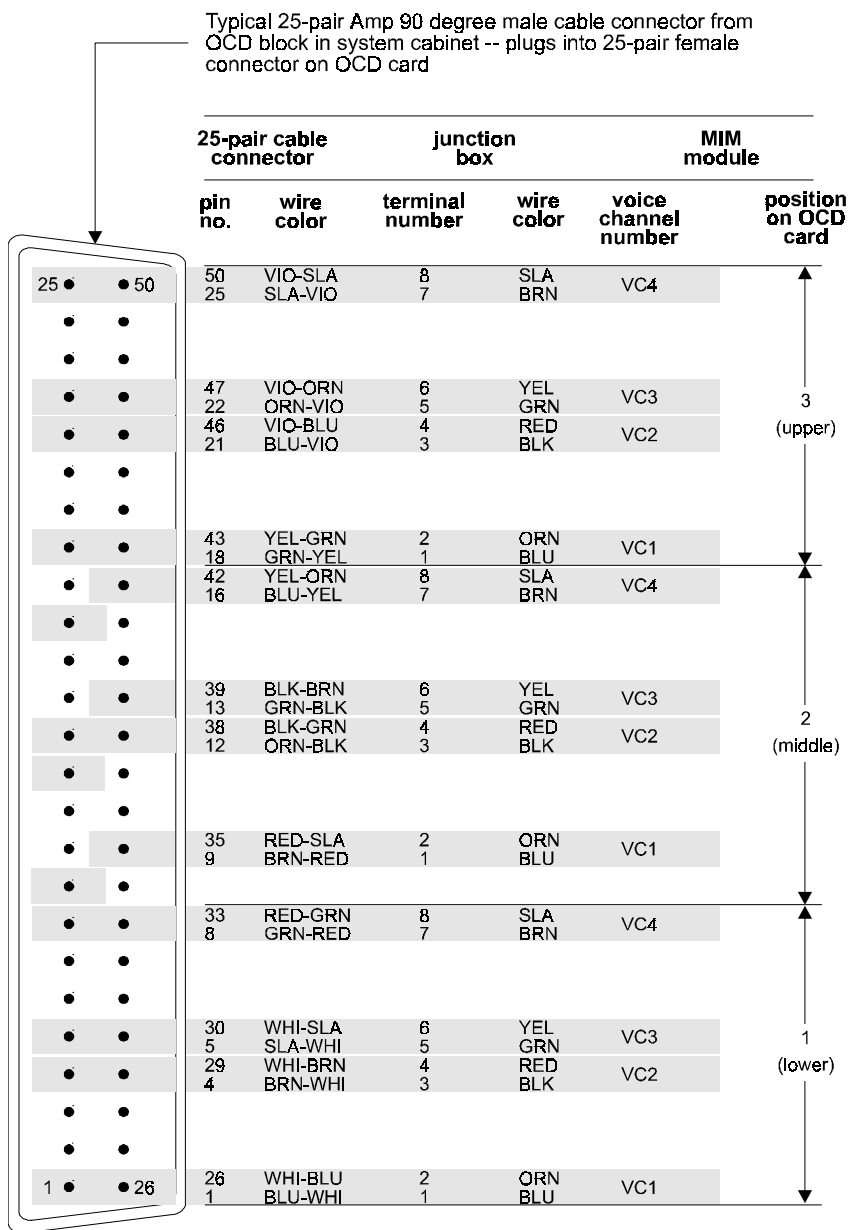 Typical 25-pair Amp 90 degree male cable connector from
OCD block in system cabinet -- plugs into 25-pair female
connector on OCD card
25-pair cable connector junction box MIM module
pin no. wire color terminal number wire color voice channel number position on OCD card
25 50
50 VIO-SLA 8 SLA VC4
25 SLA-VIO 7 BRN
47 VIO-ORN 6 YEL VC3
22 ORN-VIO 5 GRN
3
(upper)
46 VIO-BLU 4 RED VC2
21 BLU-VIO 3 BLK
43 YEL-GRN 2 ORN VC1
18 GRN-YEL 1 BLU
42 YEL-ORN 8 SLA VC4
16 BLU-YEL 7 BRN
39 BLK-BRN 6 YEL VC3
13 GRN-BLK 5 GRN
2
(middle)
38 BLK-GRN 4 RED VC2
12 ORN-BLK 3 BLK
35 RED-SLA 2 ORN VC1
9 BRN-RED 1 BLU
33 RED-GRN 8 SLA VC4
8 GRN-RED 7 BRN
30 WHI-SLA 6 YEL VC3
5 SLA-WHI 5 GRN
1
(lower)
29 WHI-BRN 4 RED VC2
4 BRN-WHI 3 BLK
26 WHI-BLU 2 ORN VC1
1 BLU-WHI 1 BLU
1 26